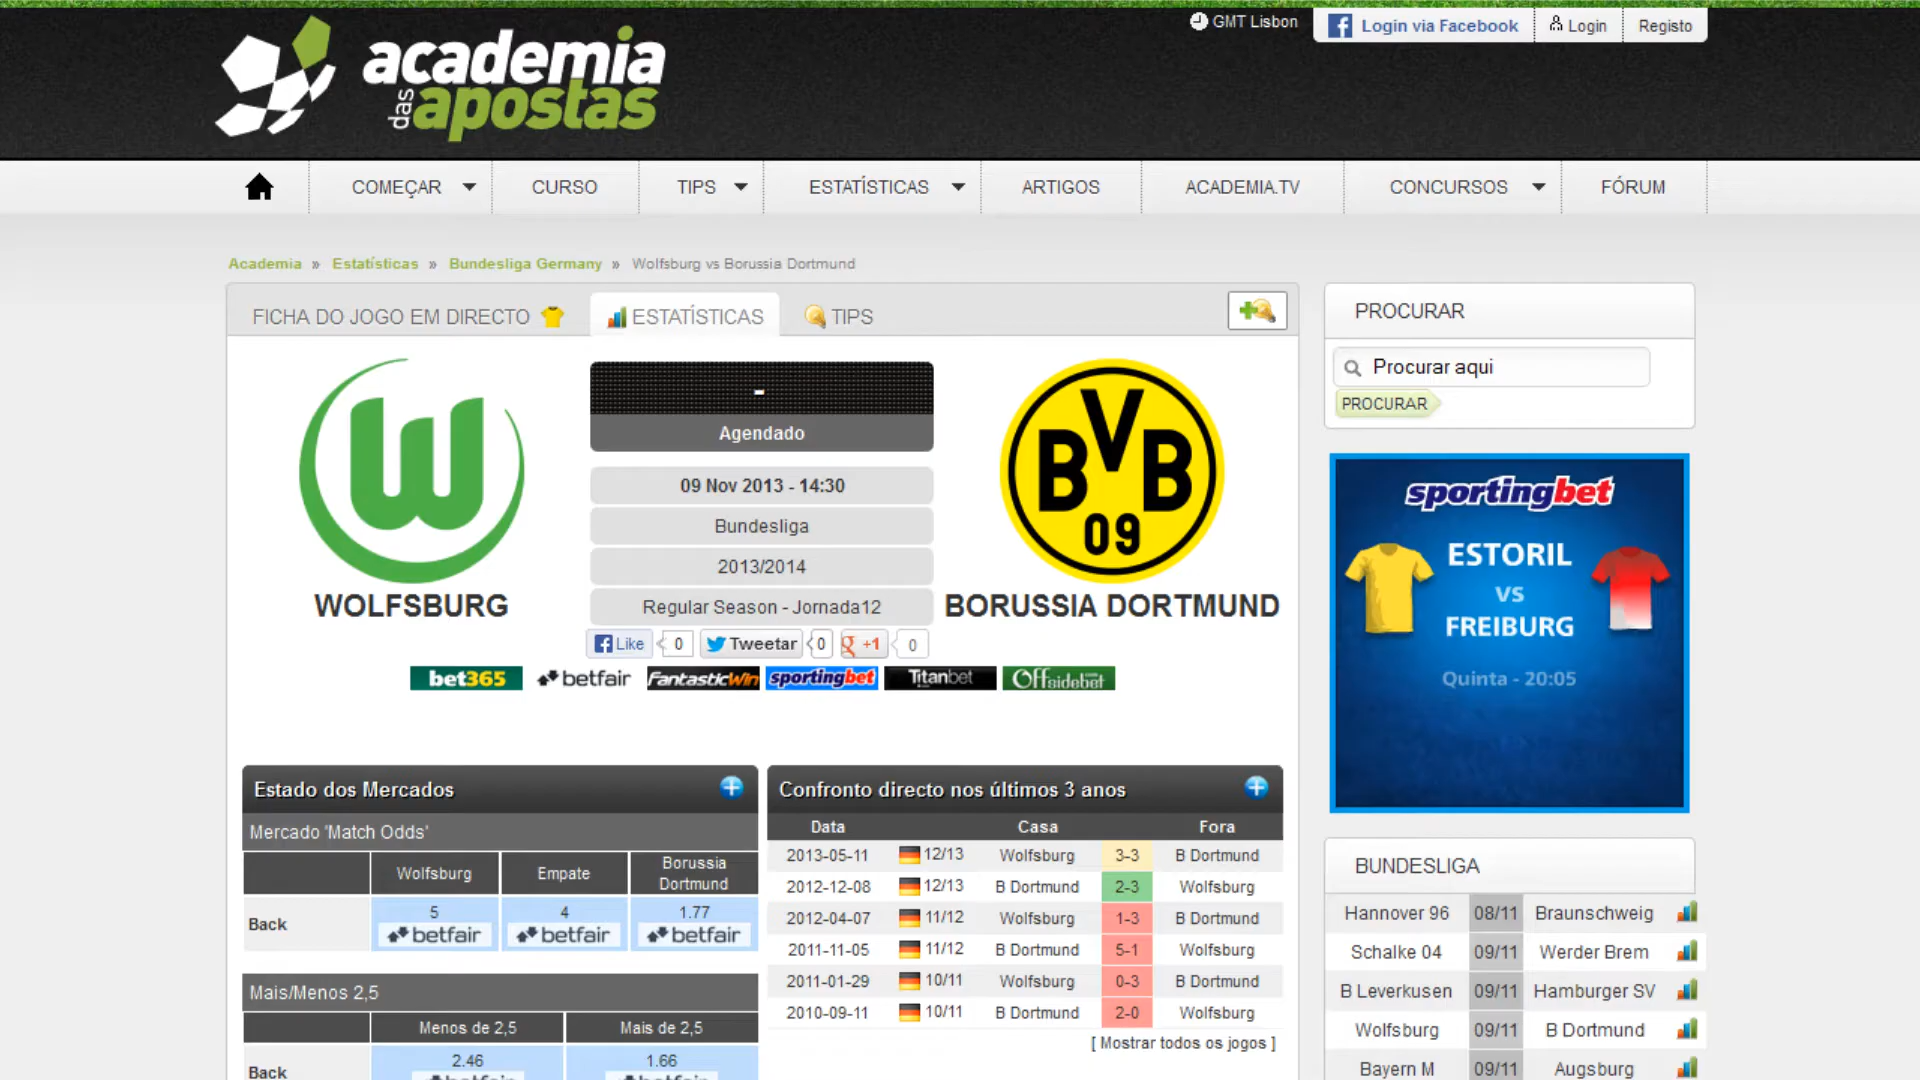 GMT Lisbon
Login via Facebook
Login
Registo
academia
das apostas
COMEÇAR
CURSO
TIPS
ESTATÍSTICAS
ARTIGOS
ACADEMIA.TV
CONCURSOS
FÓRUM
Academia » Estatísticas » Bundesliga Germany » Wolfsburg vs Borussia Dortmund
FICHA DO JOGO EM DIRECTO
ESTATÍSTICAS
TIPS
W
-
Agendado
09 Nov 2013 - 14:30
Bundesliga
2013/2014
Regular Season - Jornada12
BVB
09
WOLFSBURG
BORUSSIA DORTMUND
Like 0 Tweetar 0 +1 0
bet365 betfair FantasticWin sportingbet Titanbet Offsidebet
Estado dos Mercados
Mercado 'Match Odds'
Wolfsburg Empate Borussia Dortmund
Back 5 4 1.77
betfair betfair betfair
Mais/Menos 2,5
Menos de 2,5 Mais de 2,5
Back 2.46 1.66
betfair betfair
Confronto directo nos últimos 3 anos
Data Casa Fora
2013-05-11 12/13 Wolfsburg 3-3 B Dortmund
2012-12-08 12/13 B Dortmund 2-3 Wolfsburg
2012-04-07 11/12 Wolfsburg 1-3 B Dortmund
2011-11-05 11/12 B Dortmund 5-1 Wolfsburg
2011-01-29 10/11 Wolfsburg 0-3 B Dortmund
2010-09-11 10/11 B Dortmund 2-0 Wolfsburg
[ Mostrar todos os jogos ]
PROCURAR
Procurar aqui
PROCURAR
sportingbet
ESTORIL
VS
FREIBURG
Quinta - 20:05
BUNDESLIGA
Hannover 96 08/11 Braunschweig
Schalke 04 09/11 Werder Brem
B Leverkusen 09/11 Hamburger SV
Wolfsburg 09/11 B Dortmund
Bayern M 09/11 Augsburg